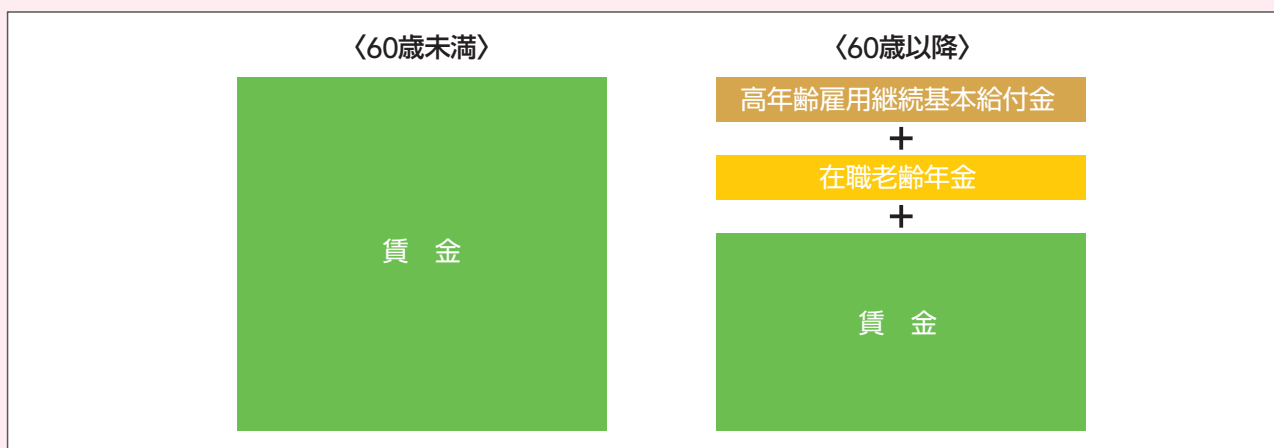 〈60歳未満〉
賃　金
〈60歳以降〉
高年齢雇用継続基本給付金
+
在職老齢年金
+
賃　金